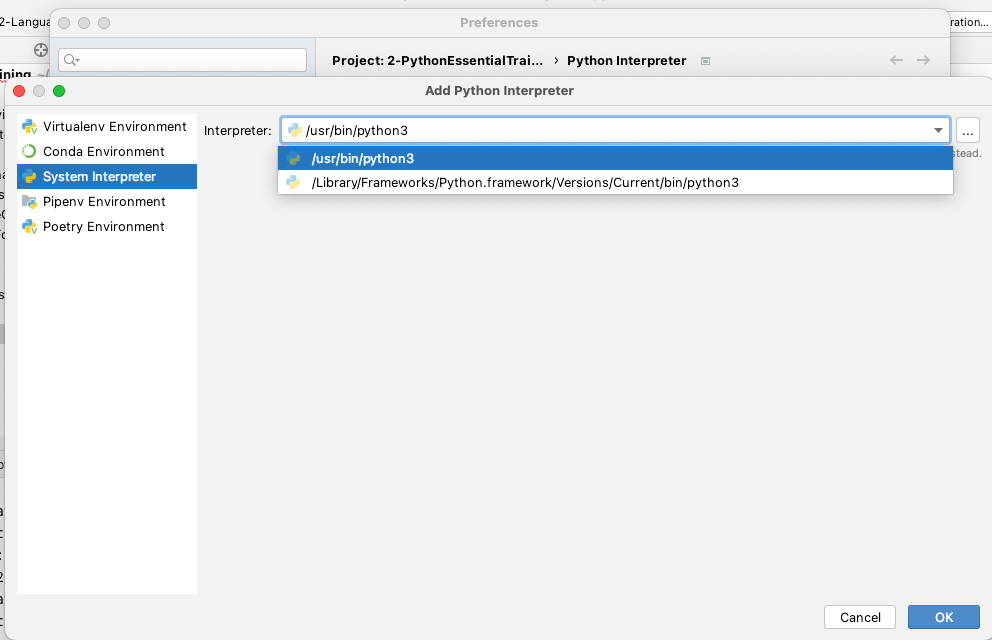 2-Langua
Preferences
ration...
Project: 2-PythonEssentialTrai... › Python Interpreter
ining
Add Python Interpreter
Virtualenv Environment
Interpreter: /usr/bin/python3
...
Conda Environment
/usr/bin/python3
stead.
System Interpreter
/Library/Frameworks/Python.framework/Versions/Current/bin/python3
Pipenv Environment
Poetry Environment
Cancel
OK